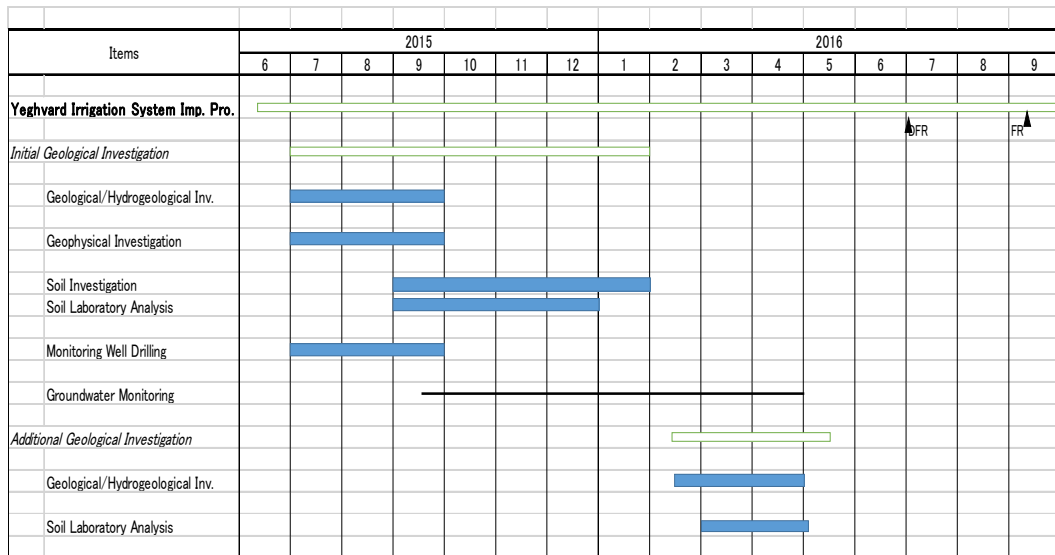 Items
2015
2016
6 7 8 9 10 11 12 1 2 3 4 5 6 7 8 9
Yeghvard Irrigation System Imp. Pro.
DFR
FR
Initial Geological Investigation
Geological/Hydrogeological Inv.
Geophysical Investigation
Soil Investigation
Soil Laboratory Analysis
Monitoring Well Drilling
Groundwater Monitoring
Additional Geological Investigation
Geological/Hydrogeological Inv.
Soil Laboratory Analysis